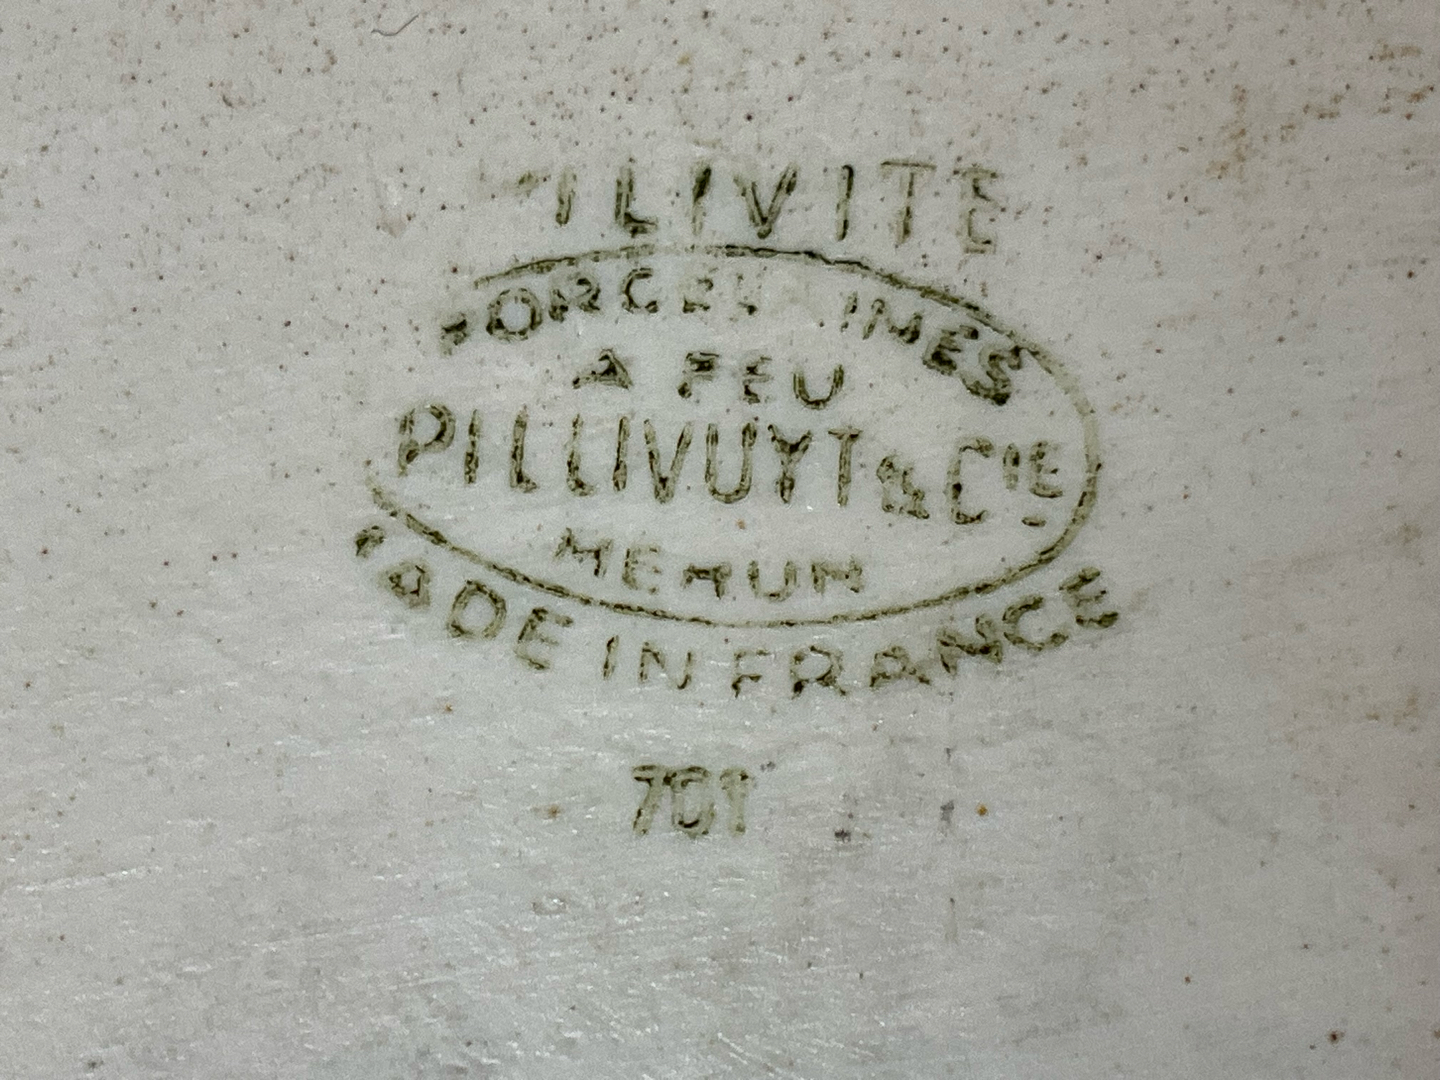 PILIVITE
PORCELAINES
A FEU
PILLIVUYT & CIE
MEHUN
MADE IN FRANCE
701